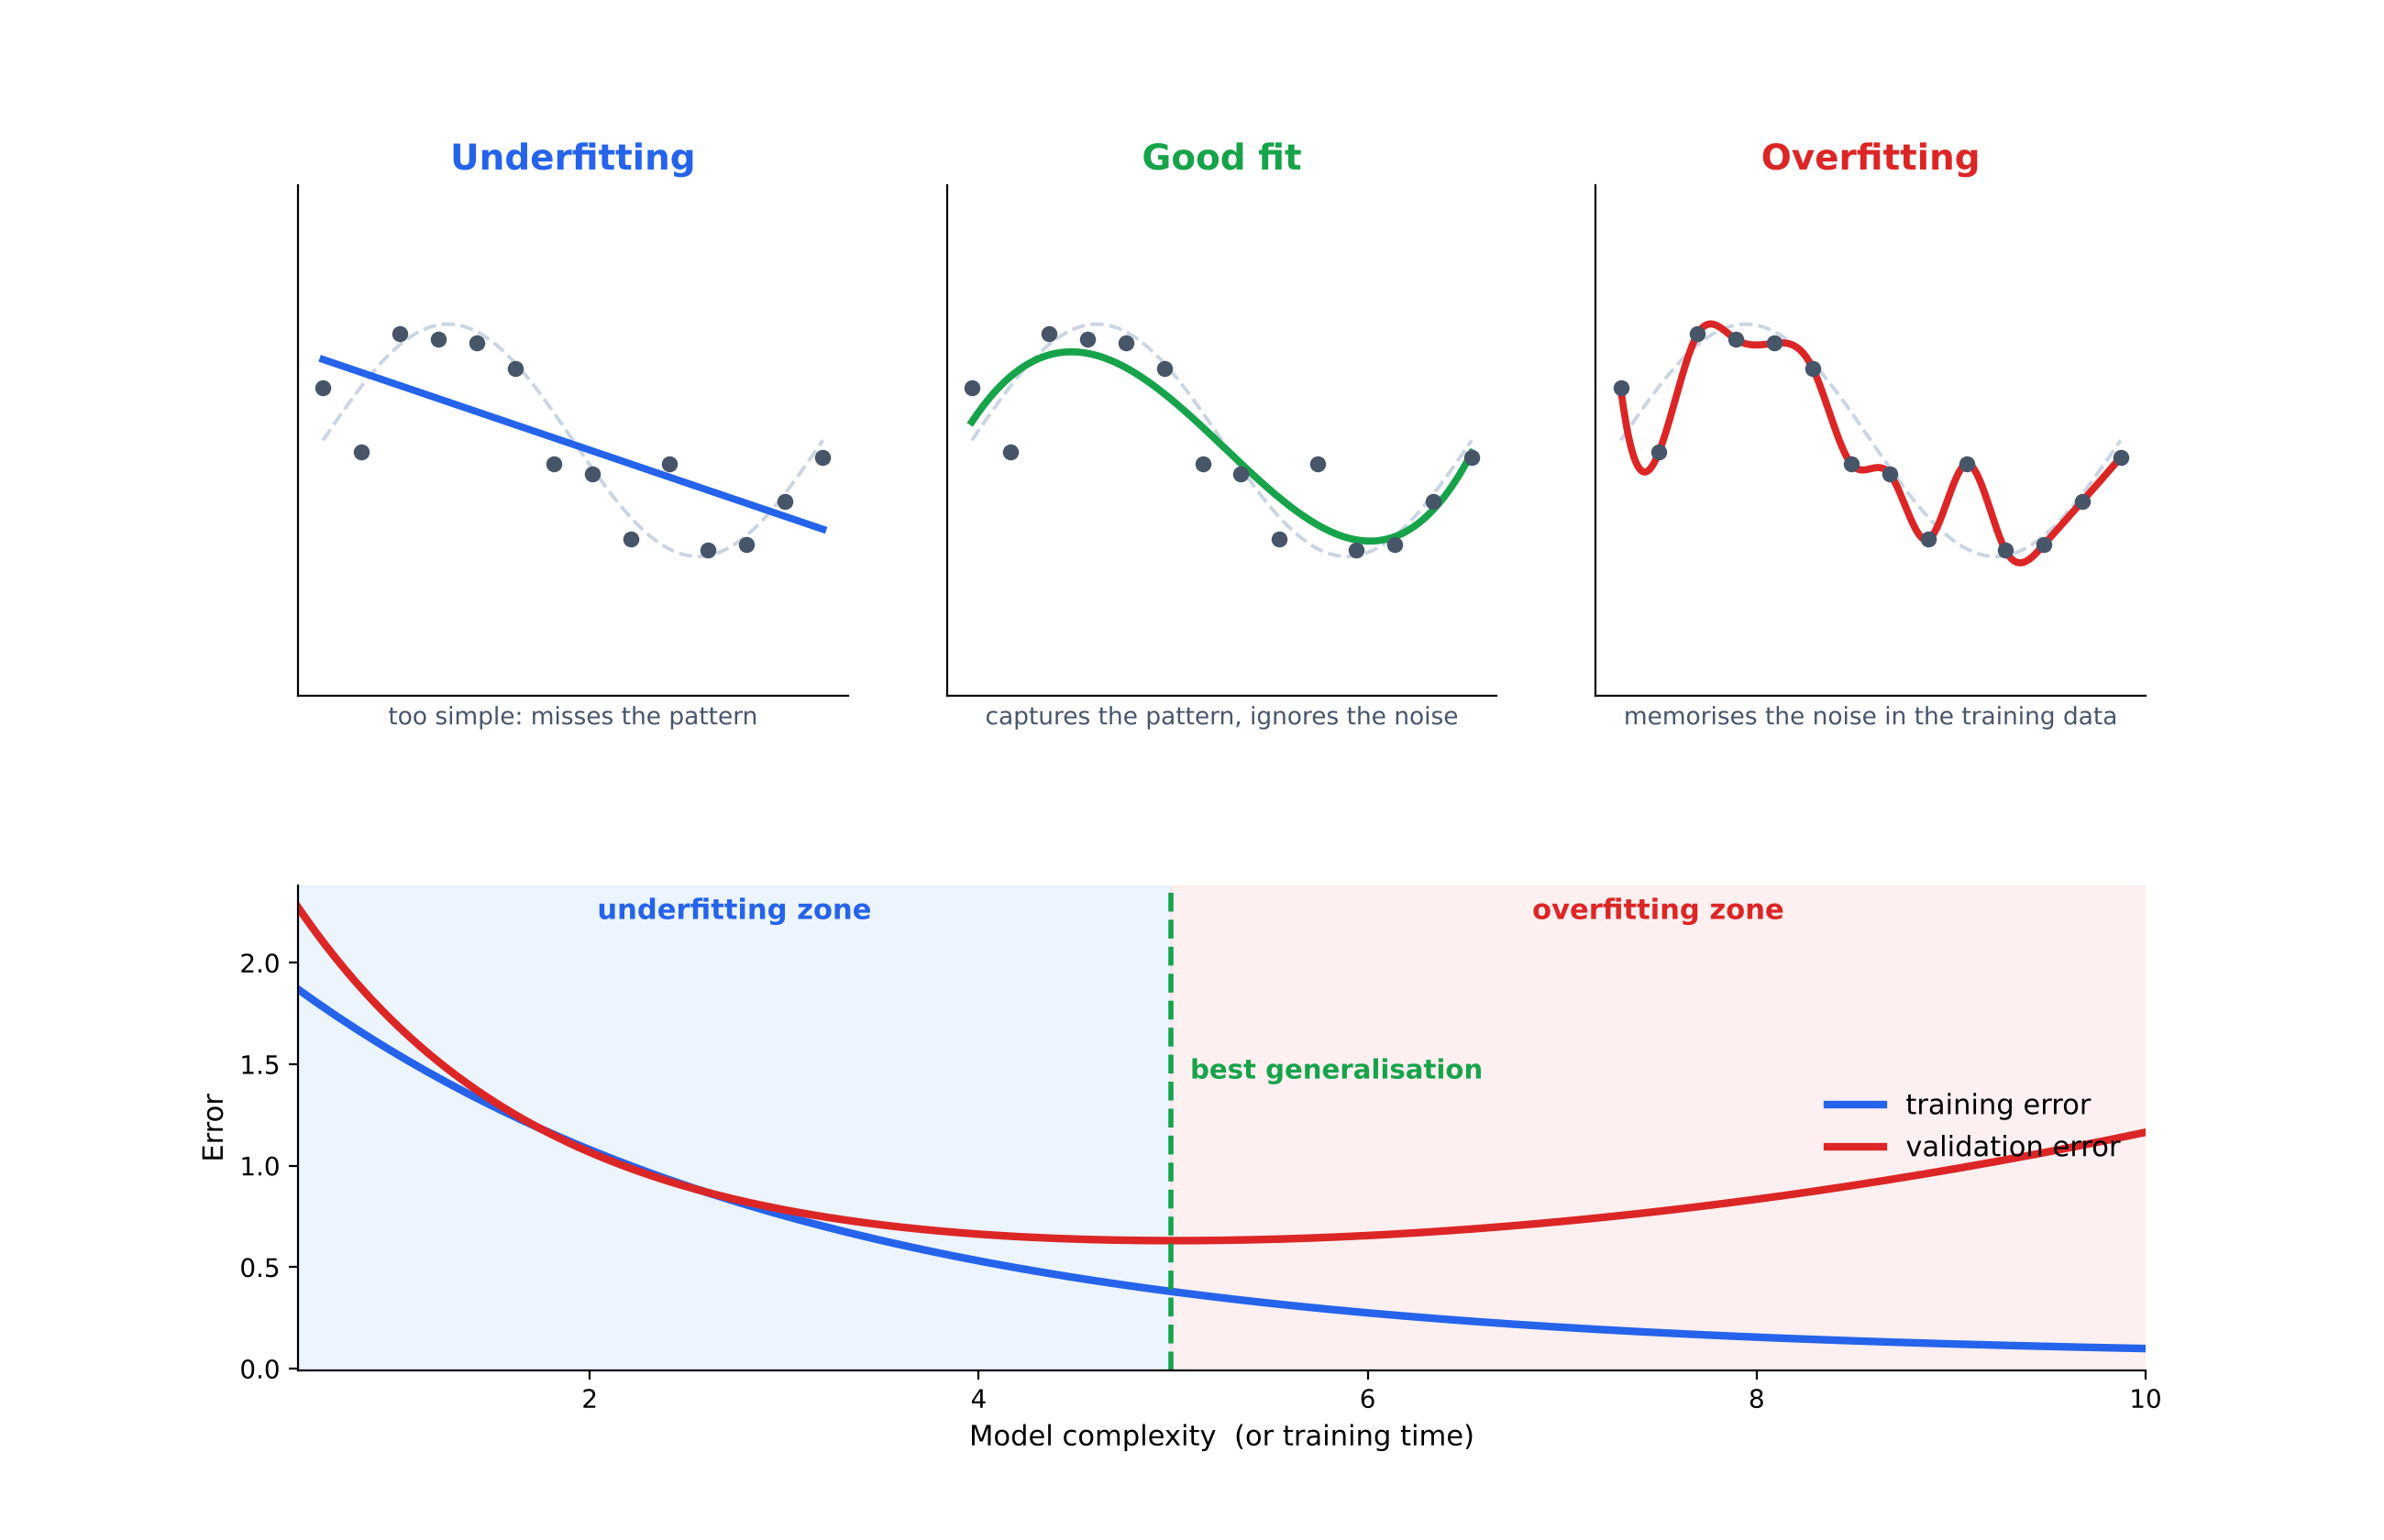 Underfitting
Good fit
Overfitting
too simple: misses the pattern
captures the pattern, ignores the noise
memorises the noise in the training data
underfitting zone
overfitting zone
best generalisation
training error
validation error
Error
2.0
1.5
1.0
0.5
0.0
2
4
6
8
10
Model complexity  (or training time)